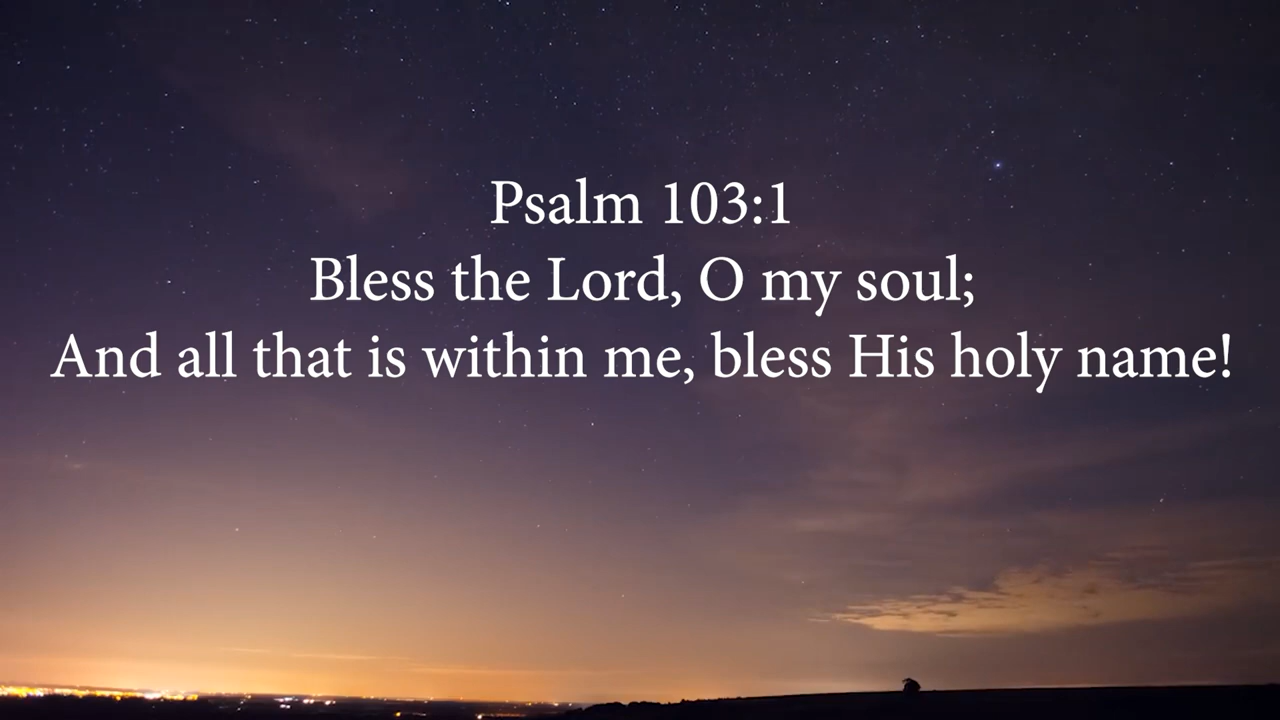 Psalm 103:1
Bless the Lord, O my soul;
And all that is within me, bless His holy name!